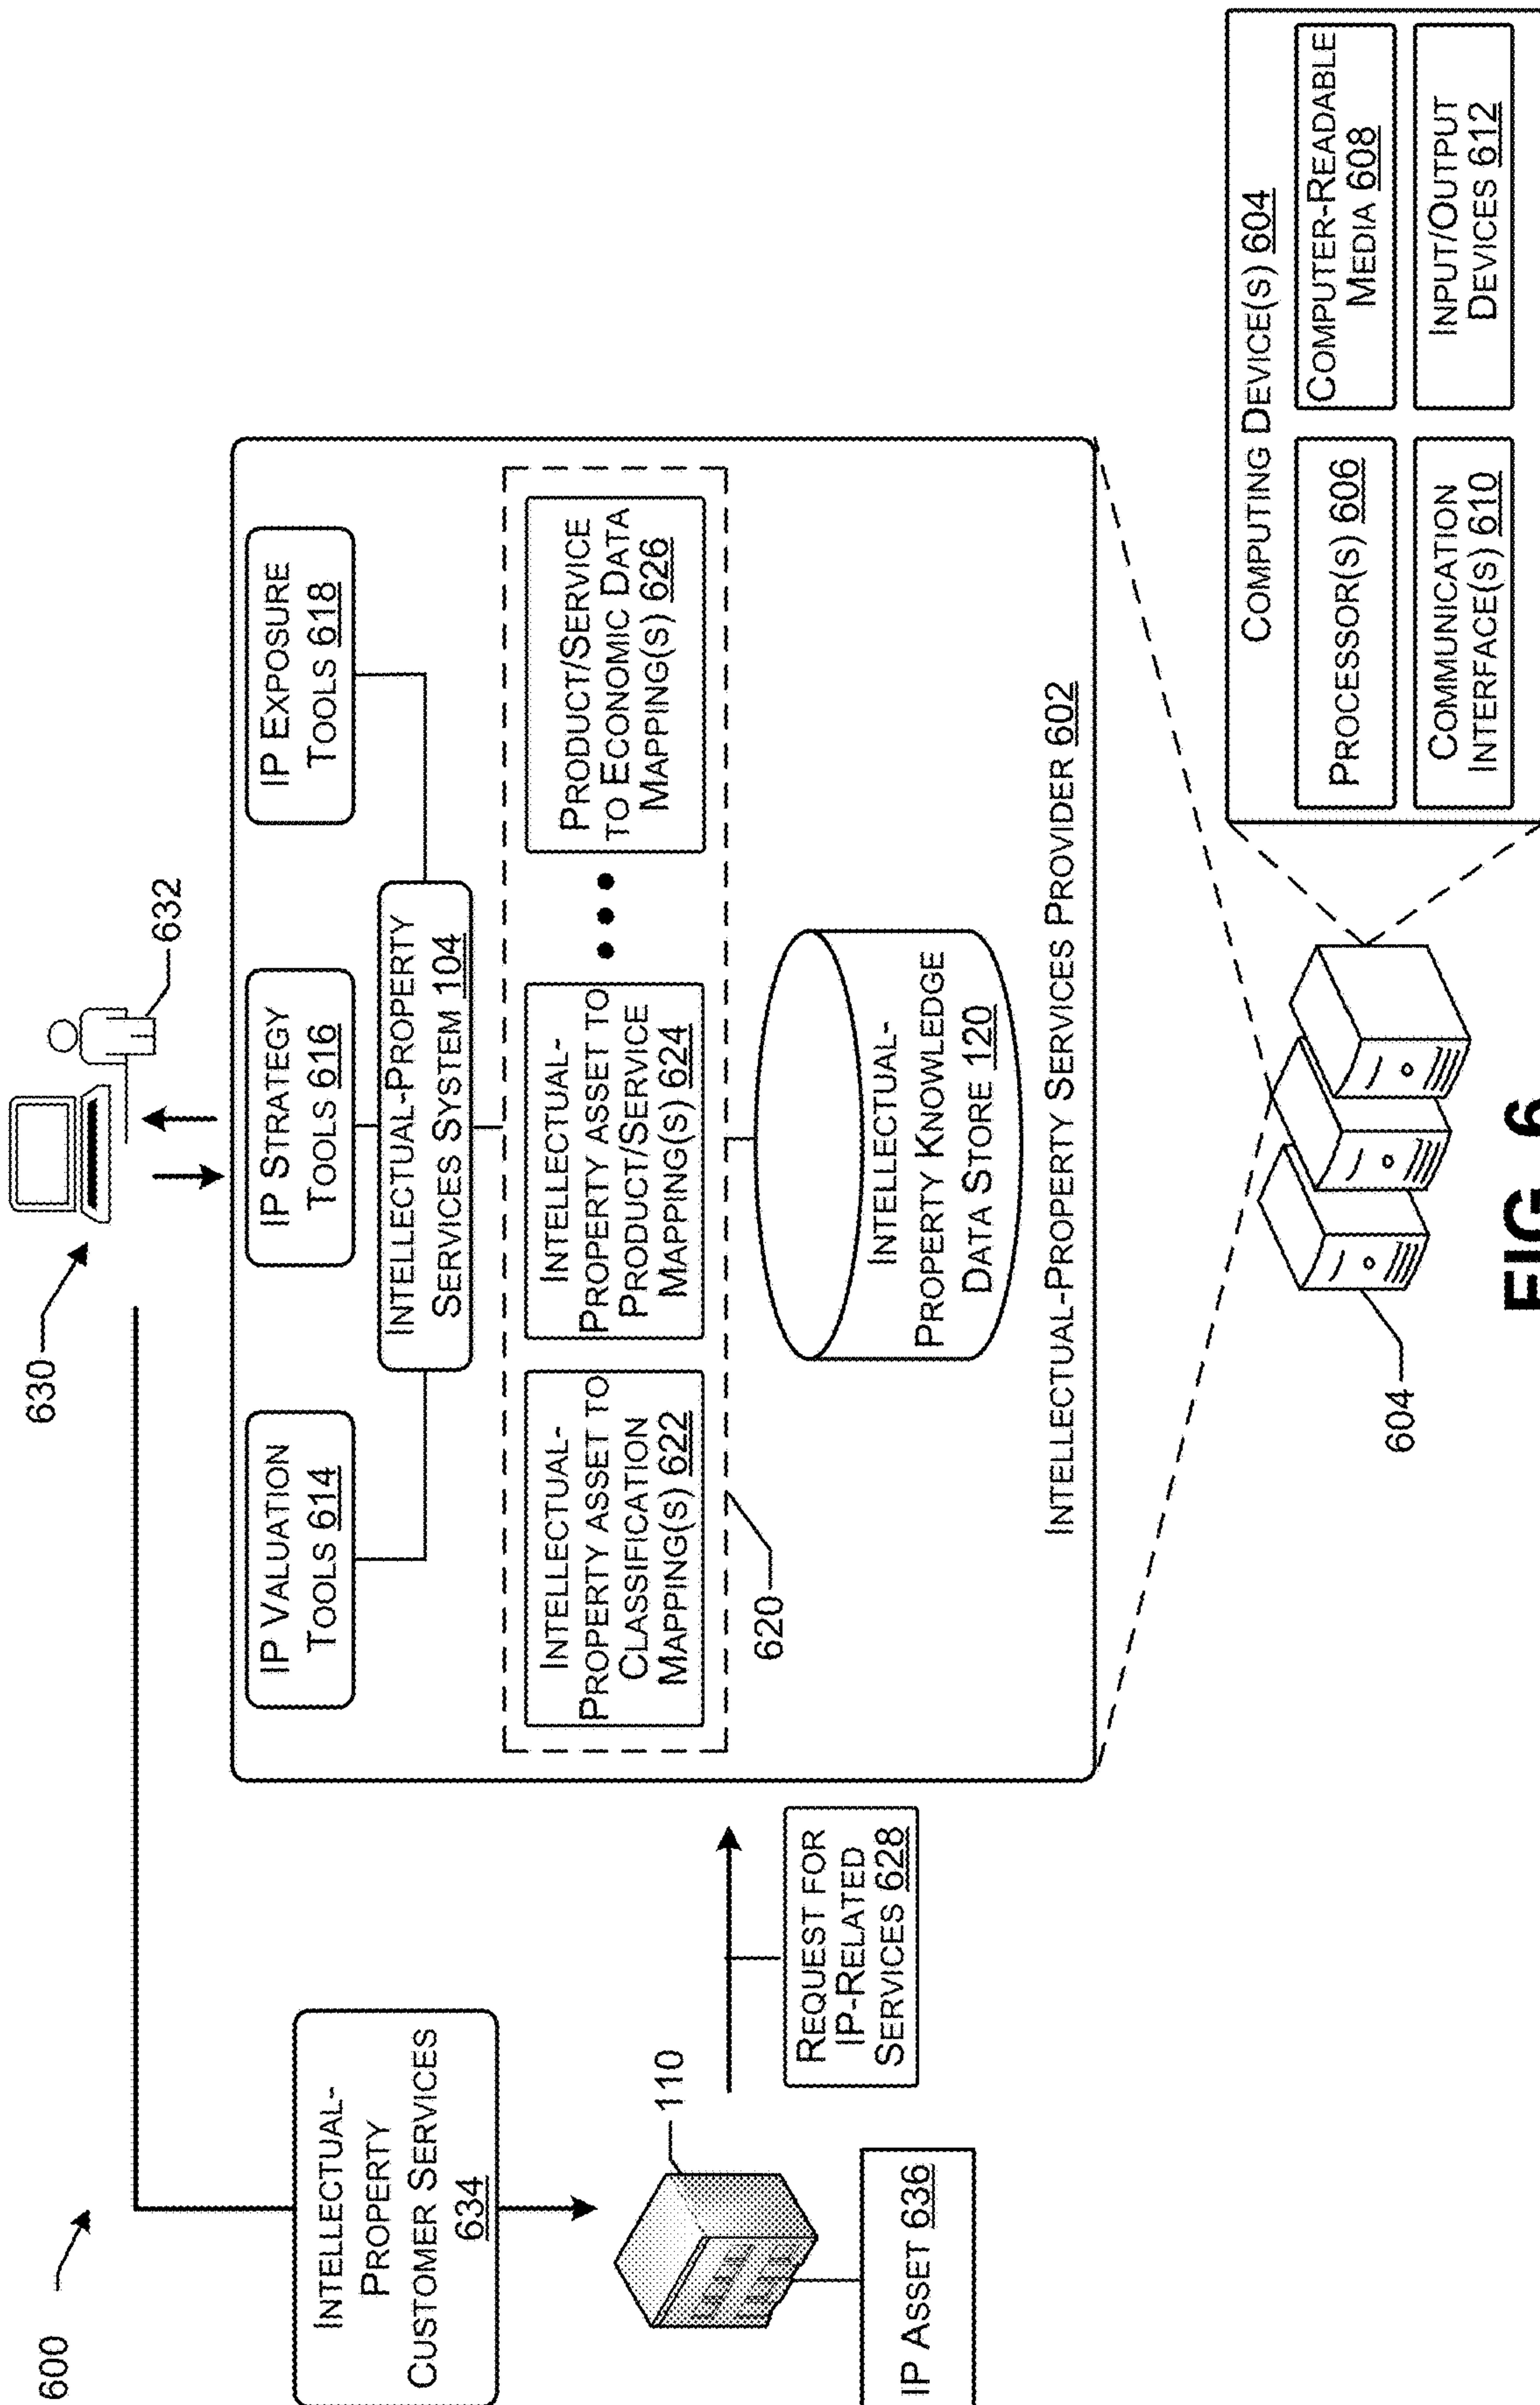 600
630
632
INTELLECTUAL-
PROPERTY
CUSTOMER SERVICES
634
110
IP ASSET 636
REQUEST FOR
IP-RELATED
SERVICES 628
IP VALUATION
TOOLS 614
IP STRATEGY
TOOLS 616
IP EXPOSURE
TOOLS 618
INTELLECTUAL-PROPERTY
SERVICES SYSTEM 104
INTELLECTUAL-
PROPERTY ASSET TO
CLASSIFICATION
MAPPING(S) 622
INTELLECTUAL-
PROPERTY ASSET TO
PRODUCT/SERVICE
MAPPING(S) 624
PRODUCT/SERVICE
TO ECONOMIC DATA
MAPPING(S) 626
620
INTELLECTUAL-
PROPERTY KNOWLEDGE
DATA STORE 120
INTELLECTUAL-PROPERTY SERVICES PROVIDER 602
604
COMPUTING DEVICE(S) 604
PROCESSOR(S) 606
COMPUTER-READABLE
MEDIA 608
COMMUNICATION
INTERFACE(S) 610
INPUT/OUTPUT
DEVICES 612
FIG. 6